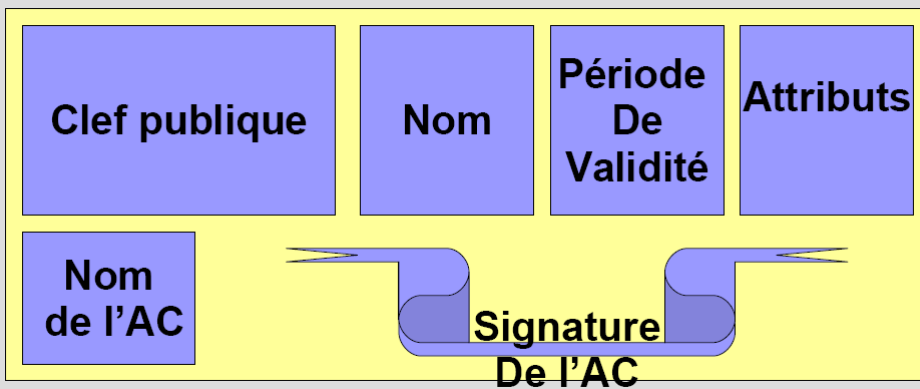 Clef publique
Nom
Période
De
Validité
Attributs
Nom
de l’AC
Signature
De l’AC